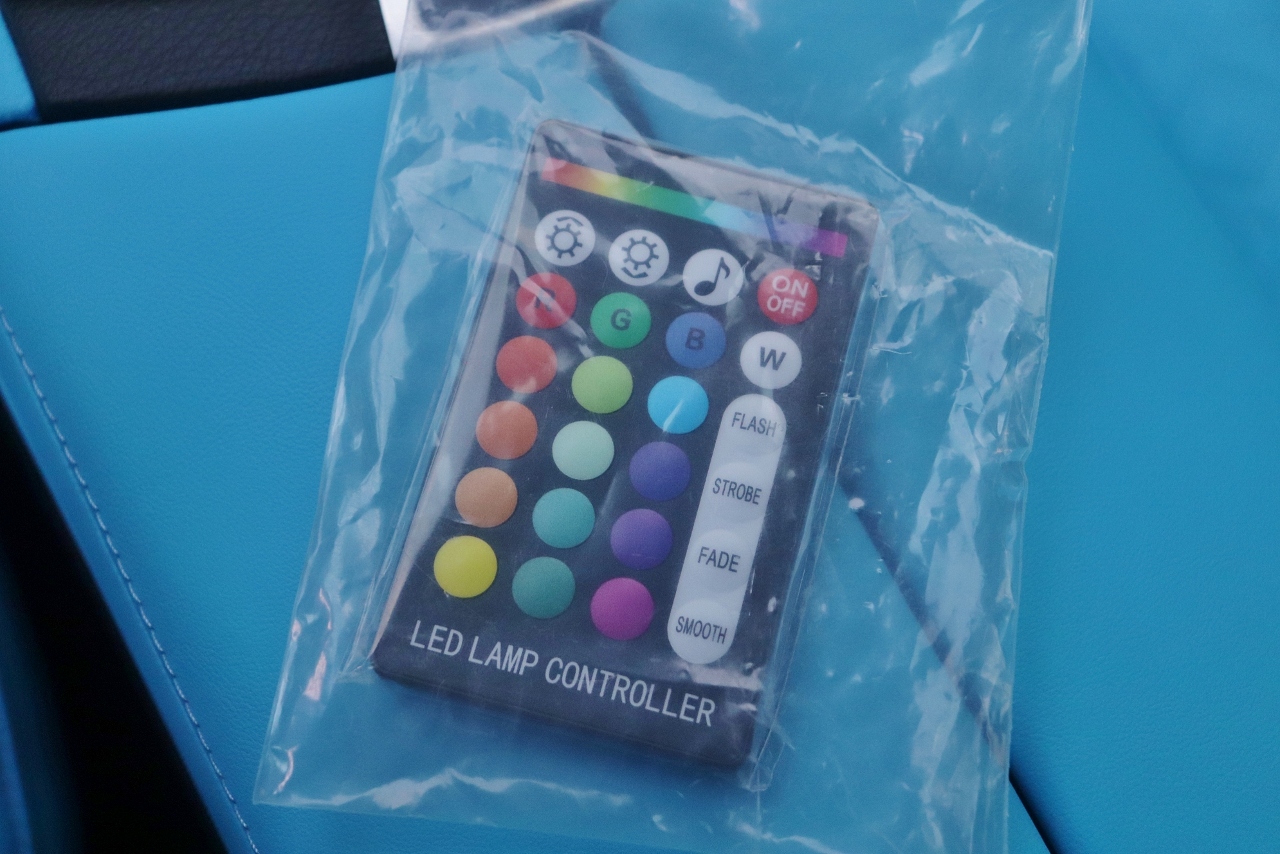 ON
OFF
R G B W
FLASH
STROBE
FADE
SMOOTH
LED LAMP CONTROLLER